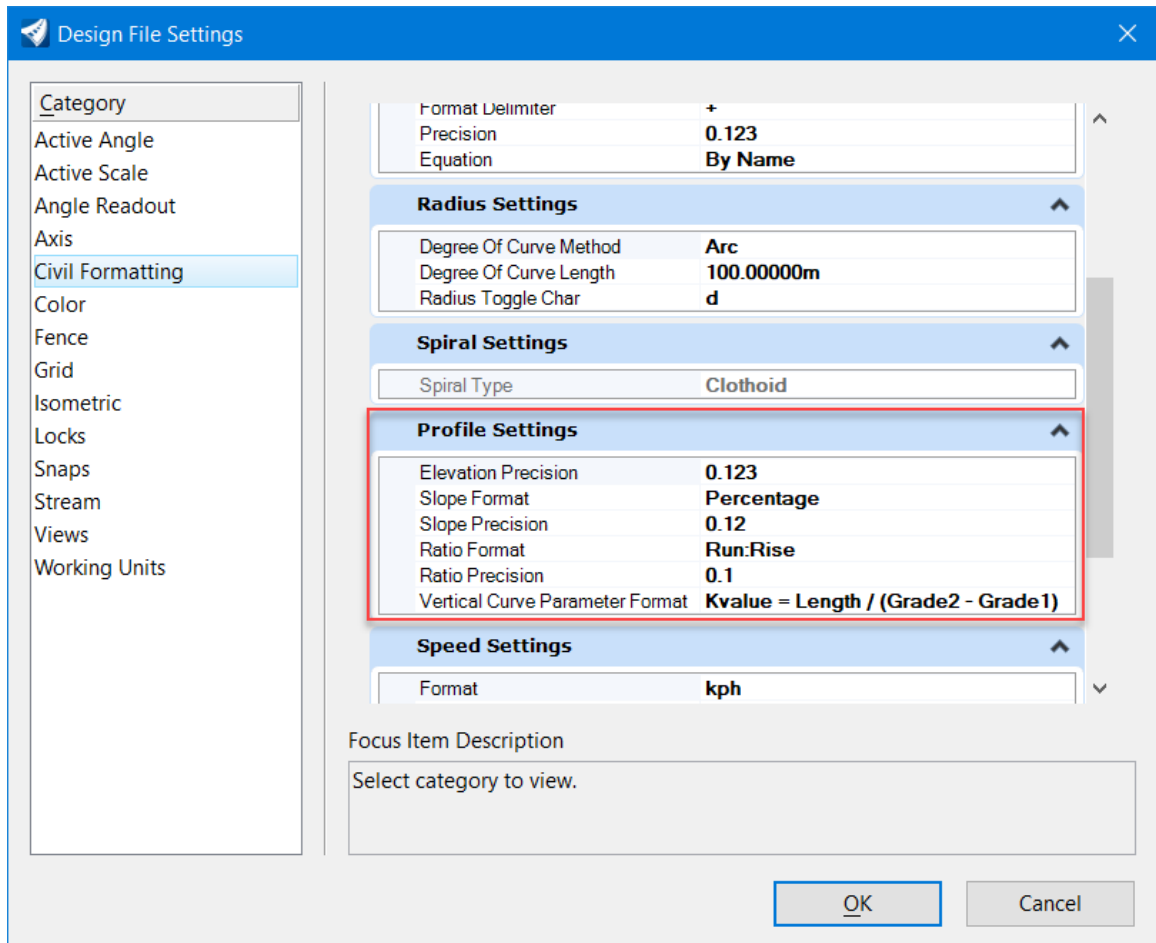 Design File Settings
Category
Active Angle
Active Scale
Angle Readout
Axis
Civil Formatting
Color
Fence
Grid
Isometric
Locks
Snaps
Stream
Views
Working Units
Format Delimiter +
Precision 0.123
Equation By Name
Radius Settings
Degree Of Curve Method Arc
Degree Of Curve Length 100.00000m
Radius Toggle Char d
Spiral Settings
Spiral Type Clothoid
Profile Settings
Elevation Precision 0.123
Slope Format Percentage
Slope Precision 0.12
Ratio Format Run:Rise
Ratio Precision 0.1
Vertical Curve Parameter Format Kvalue = Length / (Grade2 - Grade1)
Speed Settings
Format kph
Focus Item Description
Select category to view.
OK Cancel